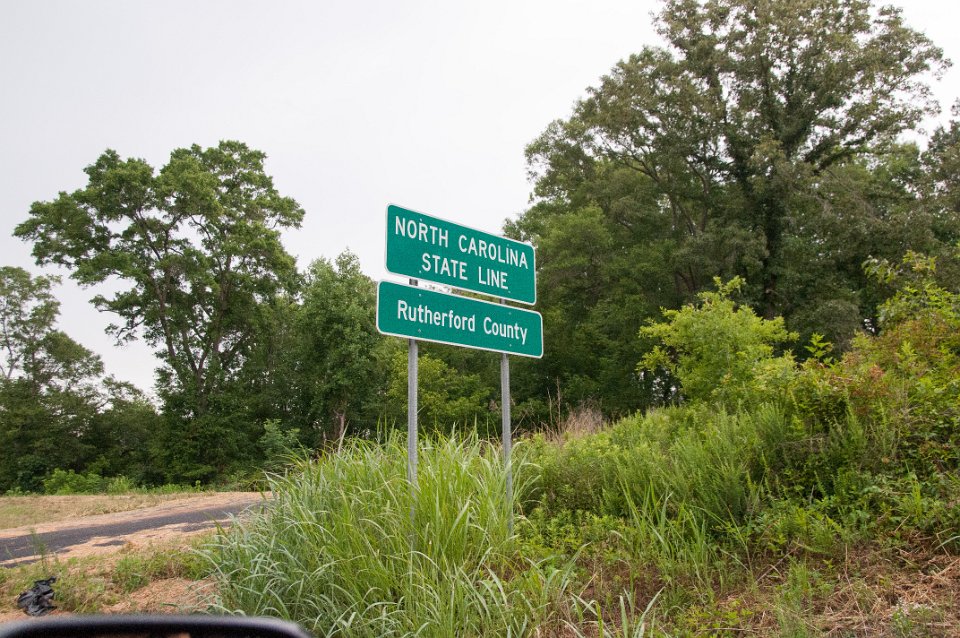 NORTH CAROLINA
STATE LINE
Rutherford County